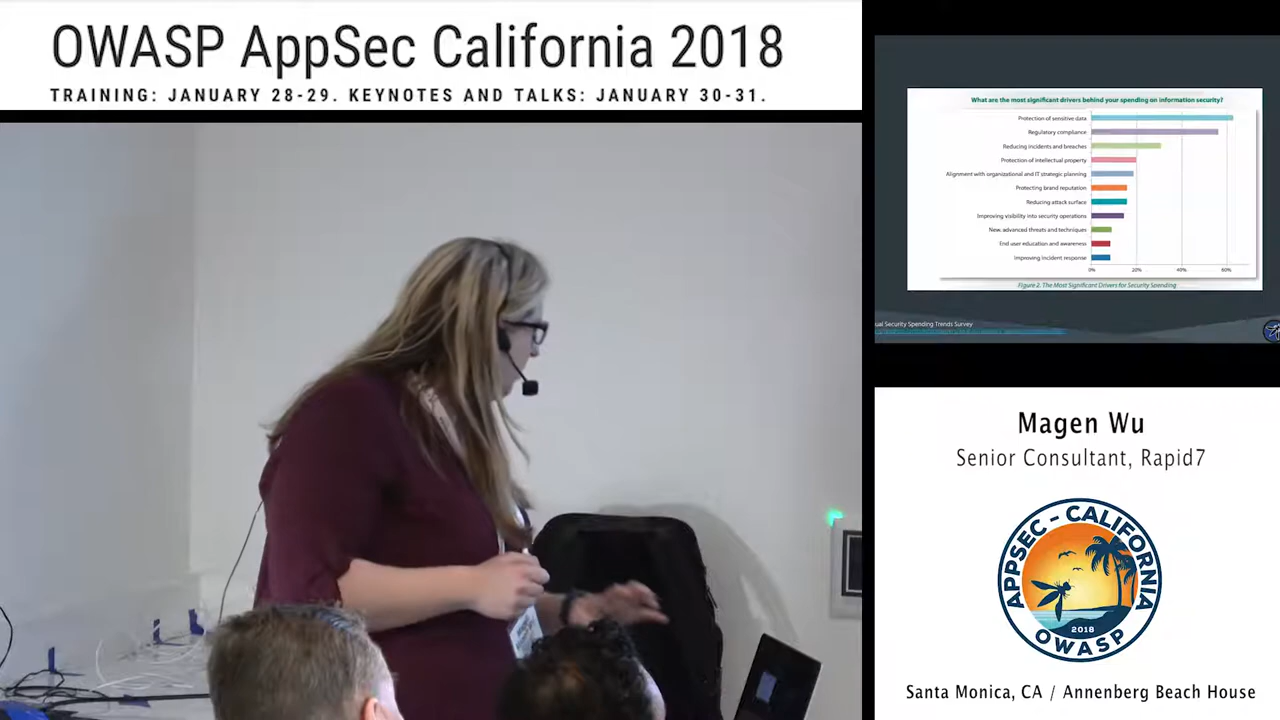 OWASP AppSec California 2018
TRAINING: JANUARY 28-29. KEYNOTES AND TALKS: JANUARY 30-31.
What are the most significant drivers behind your spending on information security?
Protection of sensitive data
Regulatory compliance
Reducing incidents and breaches
Protection of intellectual property
Alignment with organizational and IT strategic planning
Protecting brand reputation
Reducing attack surface
Improving visibility into security operations
New, advanced threats and techniques
End user education and awareness
Improving incident response
0% 20% 40% 60%
Figure 2. The Most Significant Drivers for Security Spending
ual Security Spending Trends Survey
Magen Wu
Senior Consultant, Rapid7
APPSEC - CALIFORNIA
2018
OWASP
Santa Monica, CA / Annenberg Beach House